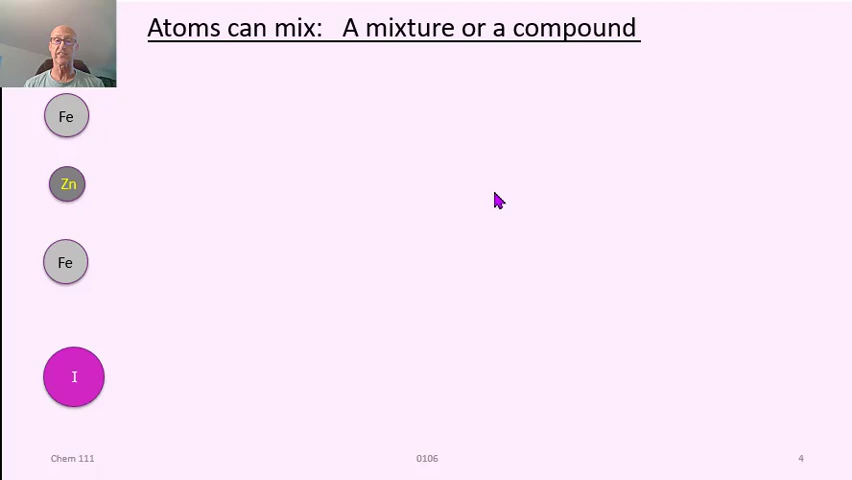 Atoms can mix:   A mixture or a compound
Fe
Zn
Fe
I
Chem 111
0106
4